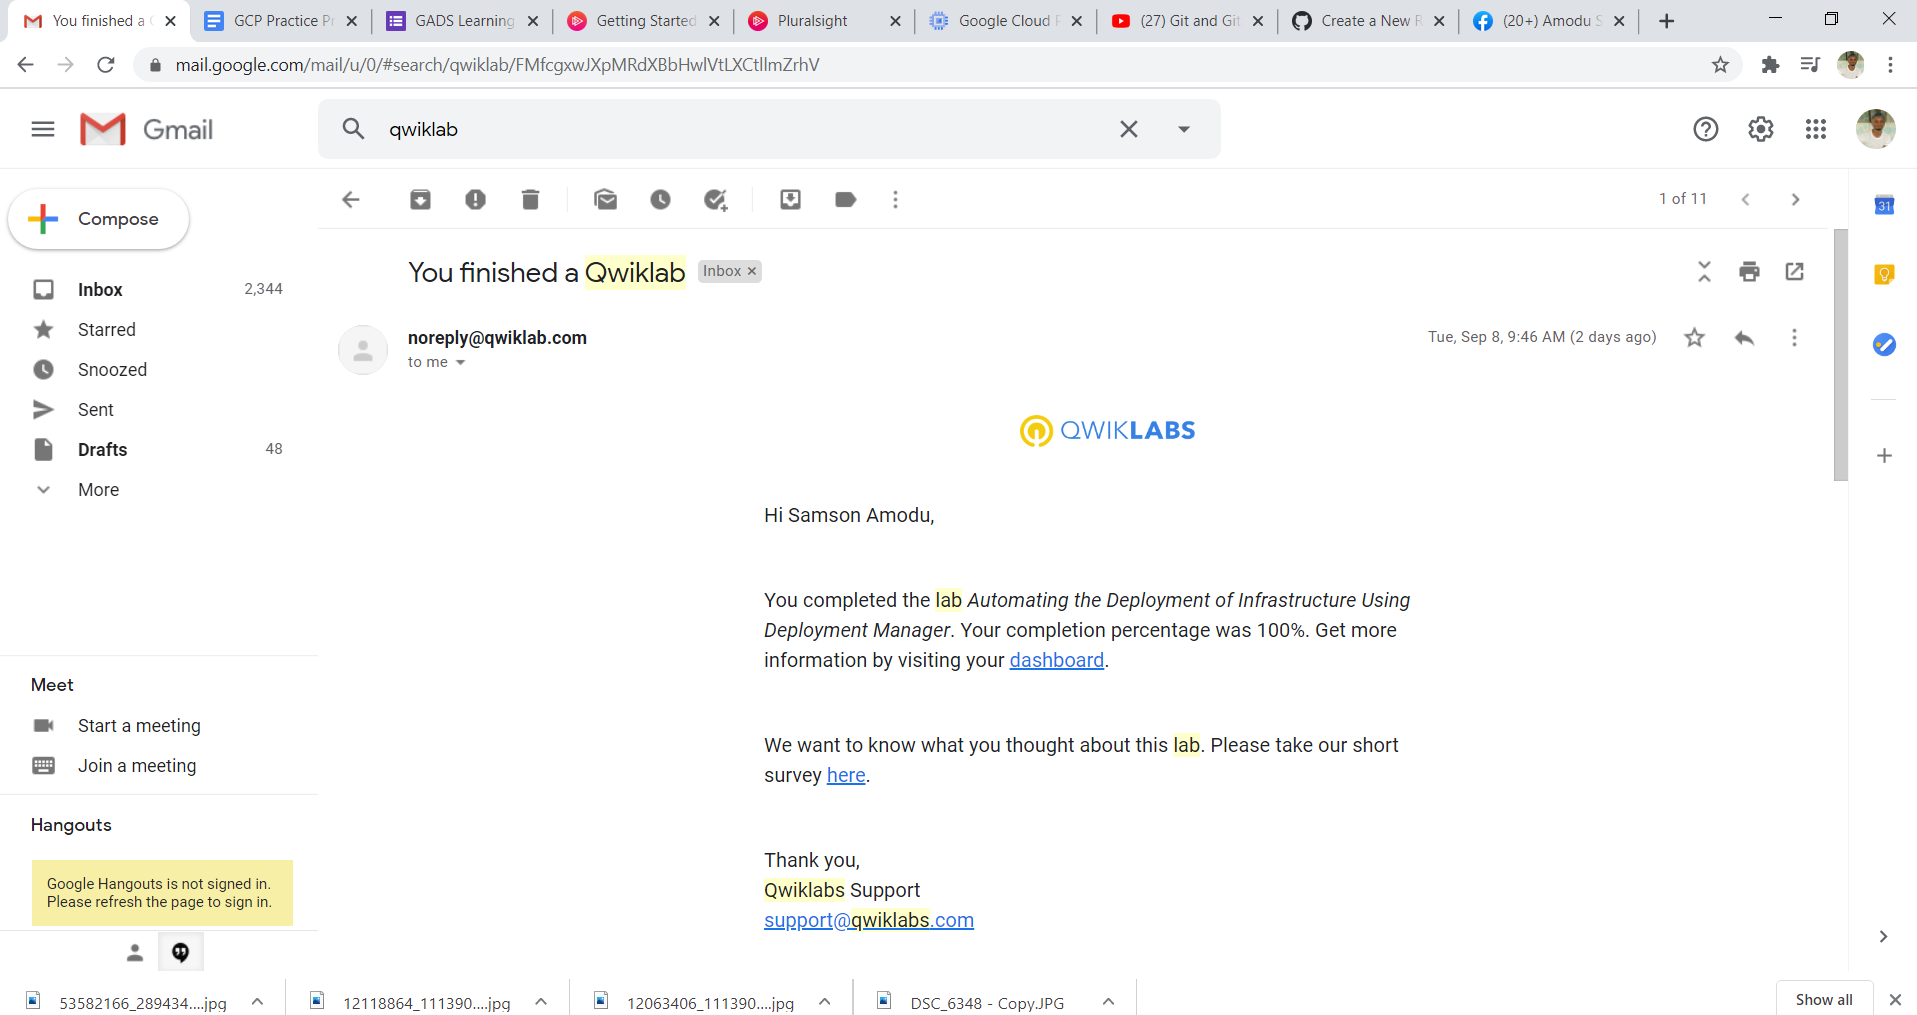 You finished a
GCP Practice Pr
GADS Learning
Getting Started
Pluralsight
Google Cloud P
(27) Git and Git
Create a New R
(20+) Amodu S
mail.google.com/mail/u/0/#search/qwiklab/FMfcgxwJXpMRdXBbHwlVtLXCtllmZrhV
Gmail
qwiklab
Compose
1 of 11
31
Inbox 2,344
Starred
Snoozed
Sent
Drafts 48
More
You finished a Qwiklab Inbox
noreply@qwiklab.com
to me
Tue, Sep 8, 9:46 AM (2 days ago)
QWIKLABS
Hi Samson Amodu,
You completed the lab Automating the Deployment of Infrastructure Using
Deployment Manager. Your completion percentage was 100%. Get more
information by visiting your dashboard.
We want to know what you thought about this lab. Please take our short
survey here.
Thank you,
Qwiklabs Support
support@qwiklabs.com
Meet
Start a meeting
Join a meeting
Hangouts
Google Hangouts is not signed in.
Please refresh the page to sign in.
53582166_289434....jpg
12118864_111390....jpg
12063406_111390....jpg
DSC_6348 - Copy.JPG
Show all